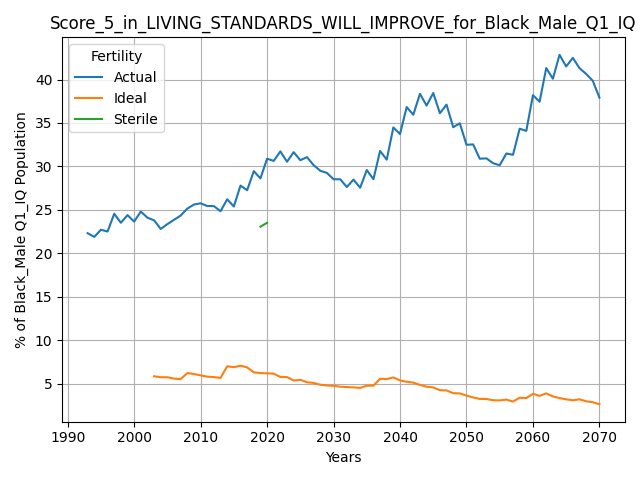 Score_5_in_LIVING_STANDARDS_WILL_IMPROVE_for_Black_Male_Q1_IQ
Fertility
Actual
Ideal
Sterile
% of Black_Male Q1_IQ Population
40
35
30
25
20
15
10
5
1990 2000 2010 2020 2030 2040 2050 2060 2070
Years